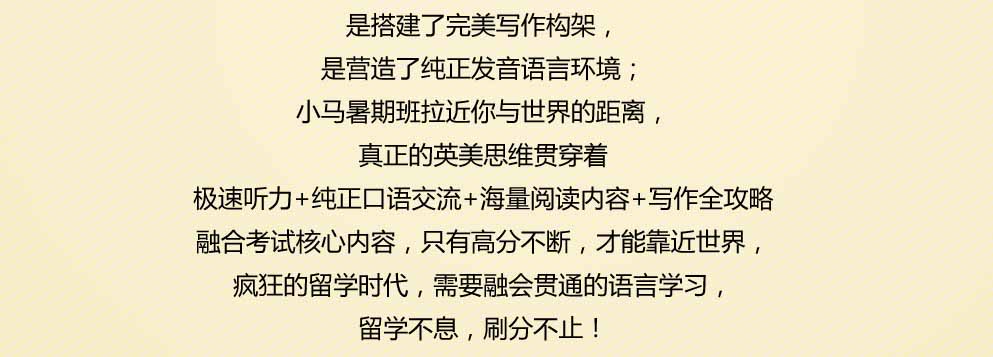 是搭建了完美写作构架，
是营造了纯正发音语言环境；
小马暑期班拉近你与世界的距离，
真正的英美思维贯穿着
极速听力+纯正口语交流+海量阅读内容+写作全攻略
融合考试核心内容，只有高分不断，才能靠近世界，
疯狂的留学时代，需要融会贯通的语言学习，
留学不息，刷分不止！